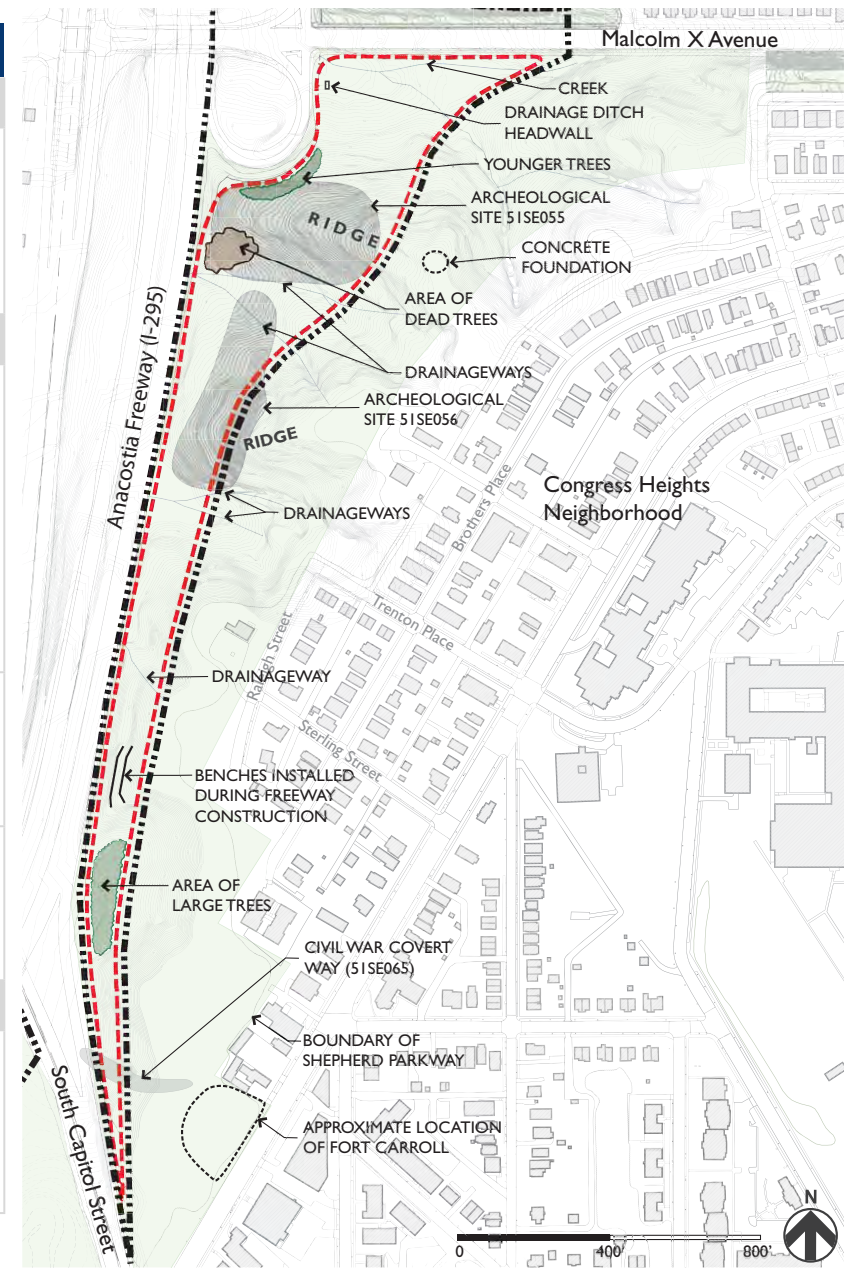 Malcolm X Avenue
CREEK
DRAINAGE DITCH
HEADWALL
YOUNGER TREES
ARCHEOLOGICAL
SITE 51SE055
RIDGE
CONCRETE
FOUNDATION
AREA OF
DEAD TREES
Anacostia Freeway (I-295)
DRAINAGEWAYS
ARCHEOLOGICAL
SITE 51SE056
RIDGE
Congress Heights
Neighborhood
Brothers Place
DRAINAGEWAYS
Trenton Place
Raleigh Street
DRAINAGEWAY
Sterling Street
BENCHES INSTALLED
DURING FREEWAY
CONSTRUCTION
AREA OF
LARGE TREES
CIVIL WAR COVERT
WAY (51SE065)
BOUNDARY OF
SHEPHERD PARKWAY
South Capitol Street
APPROXIMATE LOCATION
OF FORT CARROLL
N
0 400' 800'